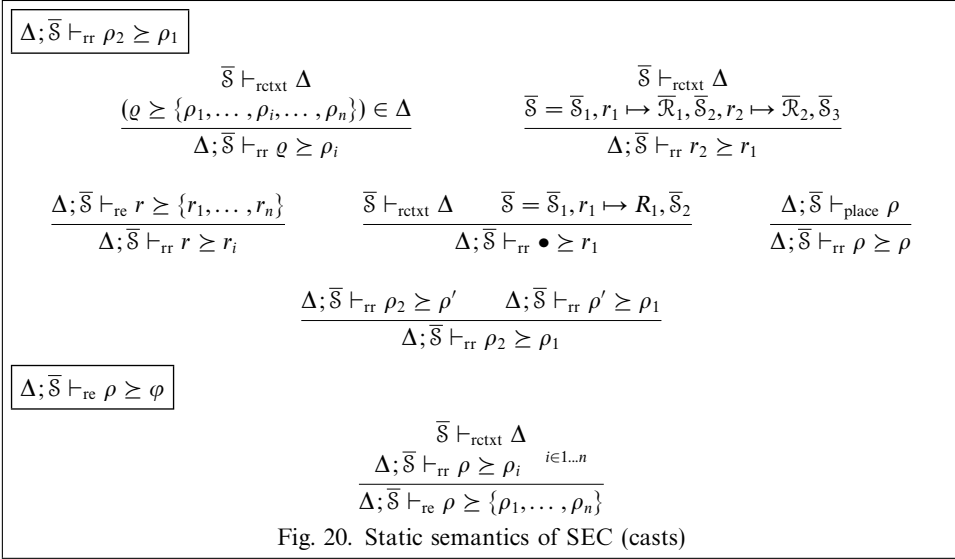 Δ; S̅ ⊢rr ρ2 ⪰ ρ1
S̅ ⊢rctxt Δ
(ϱ ⪰ {ρ1, … , ρi, … , ρn}) ∈ Δ
Δ; S̅ ⊢rr ϱ ⪰ ρi
S̅ ⊢rctxt Δ
S̅ = S̅1, r1 ↦ ℛ̅1, S̅2, r2 ↦ ℛ̅2, S̅3
Δ; S̅ ⊢rr r2 ⪰ r1
Δ; S̅ ⊢re r ⪰ {r1, … , rn}
Δ; S̅ ⊢rr r ⪰ ri
S̅ ⊢rctxt Δ S̅ = S̅1, r1 ↦ R1, S̅2
Δ; S̅ ⊢rr • ⪰ r1
Δ; S̅ ⊢place ρ
Δ; S̅ ⊢rr ρ ⪰ ρ
Δ; S̅ ⊢rr ρ2 ⪰ ρ′ Δ; S̅ ⊢rr ρ′ ⪰ ρ1
Δ; S̅ ⊢rr ρ2 ⪰ ρ1
Δ; S̅ ⊢re ρ ⪰ φ
S̅ ⊢rctxt Δ
Δ; S̅ ⊢rr ρ ⪰ ρi i∈1...n
Δ; S̅ ⊢re ρ ⪰ {ρ1, … , ρn}
Fig. 20. Static semantics of SEC (casts)